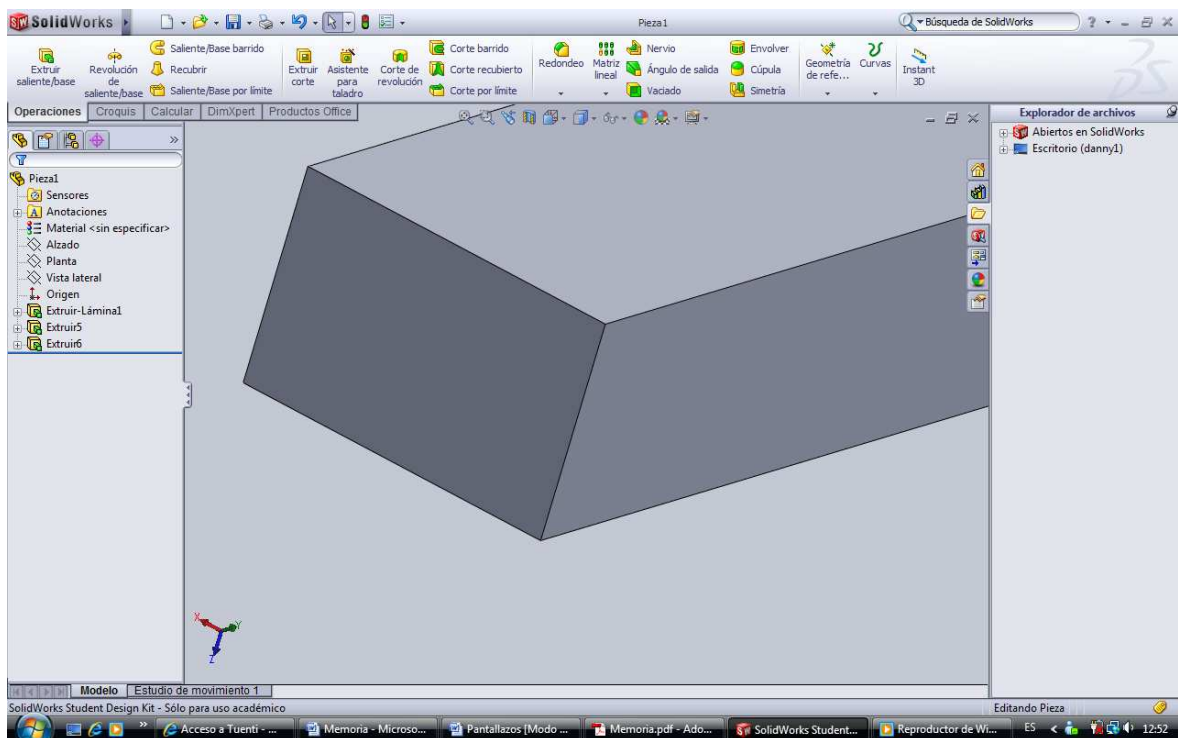 SolidWorks
Pieza1
Búsqueda de SolidWorks
Extruir saliente/base
Revolución de saliente/base
Saliente/Base barrido
Recubrir
Saliente/Base por límite
Extruir corte
Asistente para taladro
Corte de revolución
Corte barrido
Corte recubierto
Corte por límite
Redondeo
Matriz lineal
Nervio
Ángulo de salida
Vaciado
Envolver
Cúpula
Simetría
Geometría de refe...
Curvas
Instant 3D
Operaciones Croquis Calcular DimXpert Productos Office
Explorador de archivos
Abiertos en SolidWorks
Escritorio (danny1)
Pieza1
Sensores
Anotaciones
Material <sin especificar>
Alzado
Planta
Vista lateral
Origen
Extruir-Lámina1
Extruir5
Extruir6
X Y
Z
Modelo Estudio de movimiento 1
SolidWorks Student Design Kit - Sólo para uso académico
Editando Pieza
Acceso a Tuenti - ... Memoria - Microso... Pantallazos [Modo ... Memoria.pdf - Ado... SolidWorks Student... Reproductor de Wi... ES 12:52